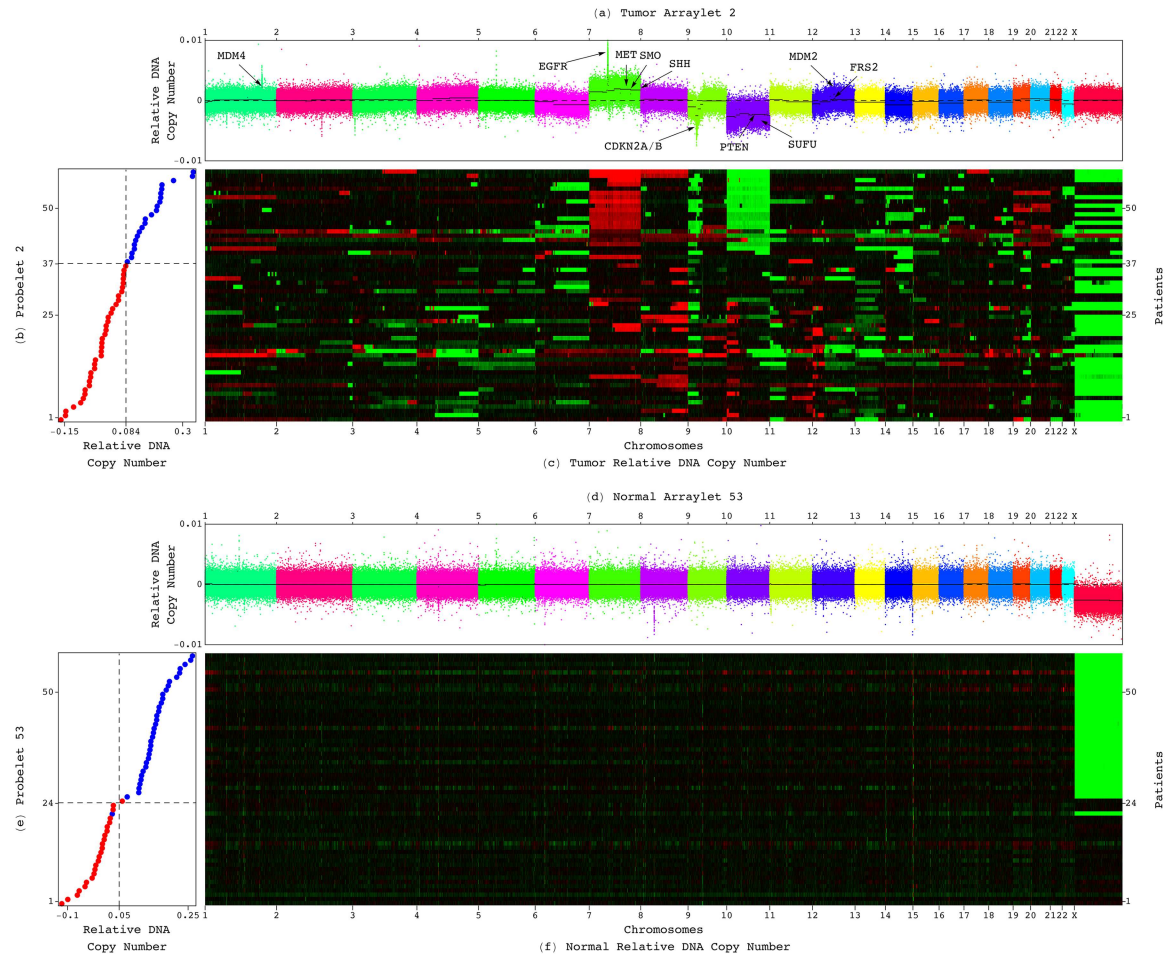 (a) Tumor Arraylet 2
1 2 3 4 5 6 7 8 9 10 11 12 13 14 15 16 17 18 19 20 2122 X
Relative DNA
Copy Number
0.01
0
-0.01
MDM4
EGFR
MET
SMO
SHH
CDKN2A/B
PTEN
SUFU
MDM2
FRS2
(b) Probelet 2
50
37
25
1
-0.15 0.084 0.3
Relative DNA
Copy Number
50
37
25
1
Patients
1 2 3 4 5 6 7 8 9 10 11 12 13 14 15 16 17 18 19 20 2122 X
Chromosomes
(c) Tumor Relative DNA Copy Number
(d) Normal Arraylet 53
1 2 3 4 5 6 7 8 9 10 11 12 13 14 15 16 17 18 19 20 2122 X
Relative DNA
Copy Number
0.01
0
-0.01
(e) Probelet 53
50
24
1
-0.1 0.05 0.25
Relative DNA
Copy Number
50
24
1
Patients
1 2 3 4 5 6 7 8 9 10 11 12 13 14 15 16 17 18 19 20 2122 X
Chromosomes
(f) Normal Relative DNA Copy Number